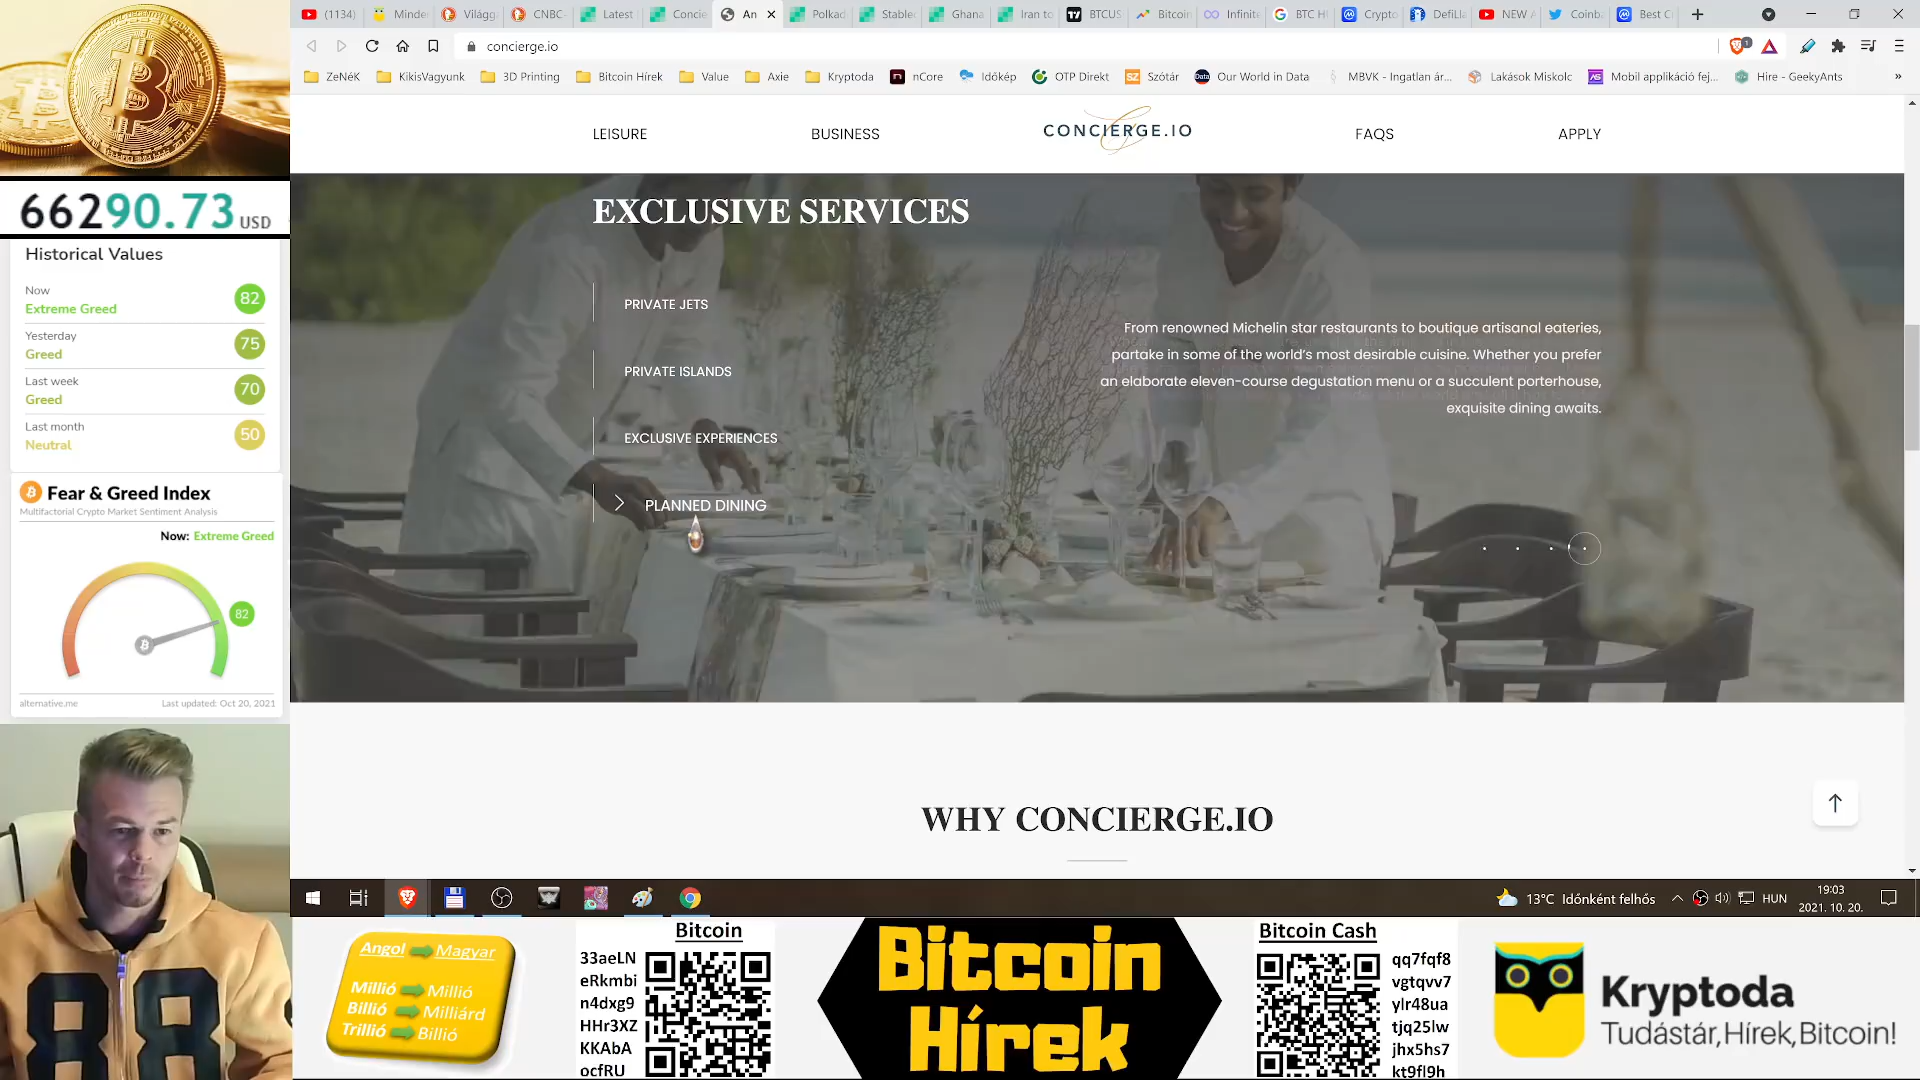 (1134)
Minde
Világg
CNBC-
Latest
Concie
An
Polkad
Stable
Ghana
Iran to
BTCUS
Bitcoin
Infinite
BTC H
Crypto
DefiLla
NEW A
Coinb
Best C
concierge.io
ZeNéK
KikisVagyunk
3D Printing
Bitcoin Hírek
Value
Axie
Kryptoda
nCore
Időkép
OTP Direkt
SZ Szótár
Our World in Data
MBVK - Ingatlan ár...
Lakások Miskolc
Mobil applikáció fej...
Hire - GeekyAnts
LEISURE
BUSINESS
CONCIERGE.IO
FAQS
APPLY
EXCLUSIVE SERVICES
PRIVATE JETS
PRIVATE ISLANDS
EXCLUSIVE EXPERIENCES
PLANNED DINING
From renowned Michelin star restaurants to boutique artisanal eateries,
partake in some of the world's most desirable cuisine. Whether you prefer
an elaborate eleven-course degustation menu or a succulent porterhouse,
exquisite dining awaits.
WHY CONCIERGE.IO
66290.73 USD
Historical Values
Now
Extreme Greed
82
Yesterday
Greed
75
Last week
Greed
70
Last month
Neutral
50
Fear & Greed Index
Multifactorial Crypto Market Sentiment Analysis
Now: Extreme Greed
82
alternative.me
Last updated: Oct 20, 2021
88
13°C Időnként felhős
HUN
19:03
2021. 10. 20.
Angol Magyar
Millió Millió
Billió Milliárd
Trillió Billió
Bitcoin
33aeLN
eRkmbi
n4dxg9
HHr3XZ
KKAbA
ocfRU
Bitcoin
Hírek
Bitcoin Cash
qq7fqf8
vgtqvv7
ylr48ua
tjq25lw
jhx5hs7
kt9fl9h
Kryptoda
Tudástár,Hírek,Bitcoin!